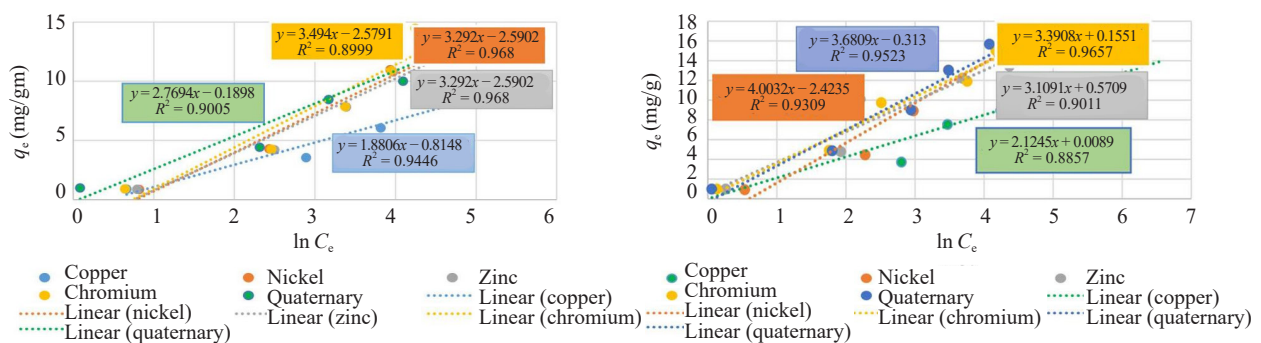 15
10
5
0
q_e (mg/gm)
y=3.494x−2.5791
R² = 0.8999
y=3.292x−2.5902
R² = 0.968
y=2.7694x−0.1898
R² = 0.9005
y=3.292x−2.5902
R² = 0.968
y=1.8806x−0.8148
R² = 0.9446
0 1 2 3 4 5 6
ln C_e
Copper Nickel Zinc
Chromium Quaternary Linear (copper)
Linear (nickel) Linear (zinc) Linear (chromium)
Linear (quaternary)
18
16
14
12
10
8
6
4
2
0
q_e (mg/g)
y=3.6809x−0.313
R² = 0.9523
y=3.3908x+0.1551
R² = 0.9657
y=4.0032x−2.4235
R² = 0.9309
y=3.1091x+0.5709
R² = 0.9011
y=2.1245x+0.0089
R² = 0.8857
0 1 2 3 4 5 6 7
ln C_e
Copper Nickel Zinc
Chromium Quaternary Linear (copper)
Linear (nickel) Linear (chromium) Linear (quaternary)
Linear (quaternary)